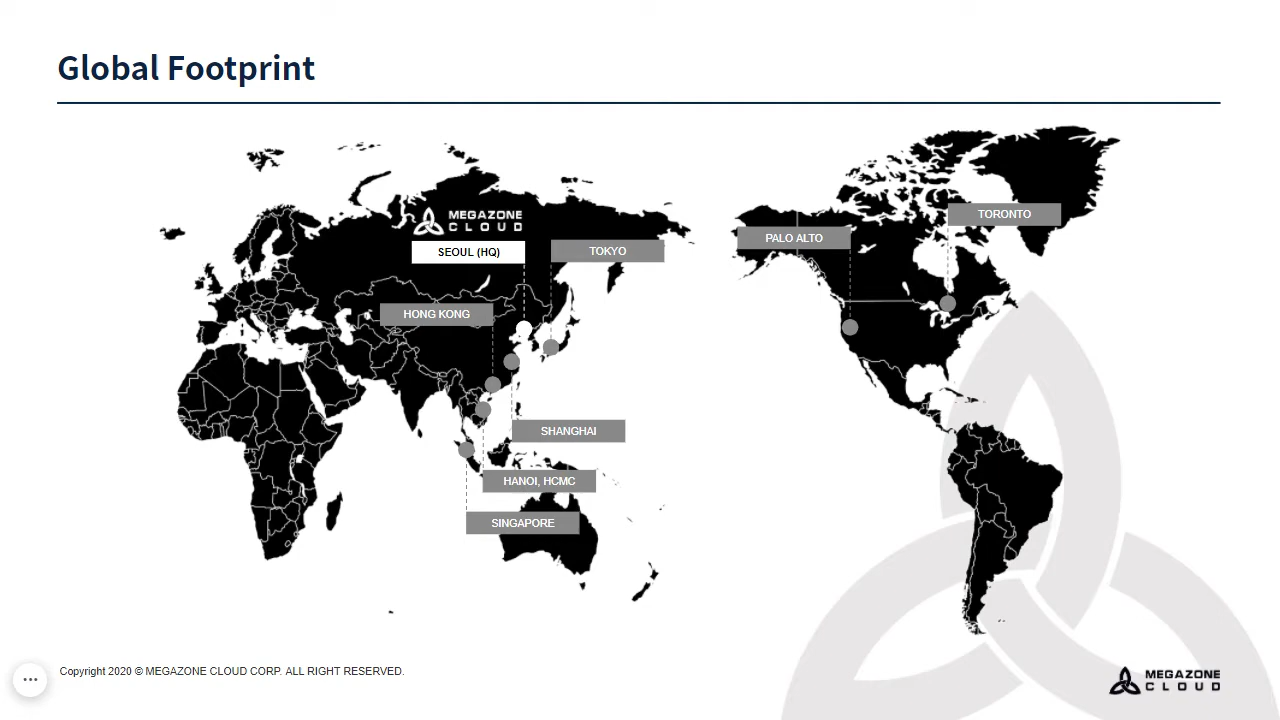 Global Footprint
MEGAZONE
CLOUD
SEOUL (HQ)
TOKYO
PALO ALTO
TORONTO
HONG KONG
SHANGHAI
HANOI, HCMC
SINGAPORE
Copyright 2020 © MEGAZONE CLOUD CORP. ALL RIGHT RESERVED.
MEGAZONE
CLOUD